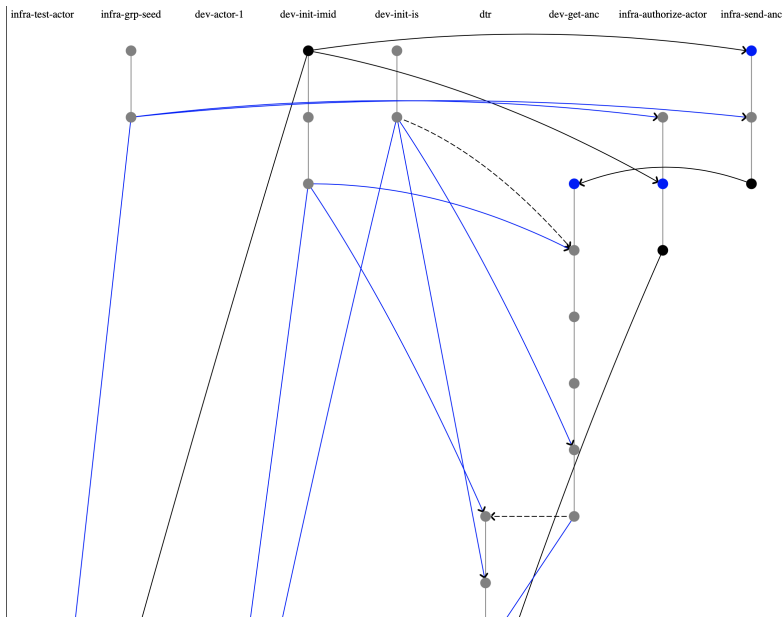 infra-test-actor infra-grp-seed dev-actor-1 dev-init-imid dev-init-is dtr dev-get-anc infra-authorize-actor infra-send-anc